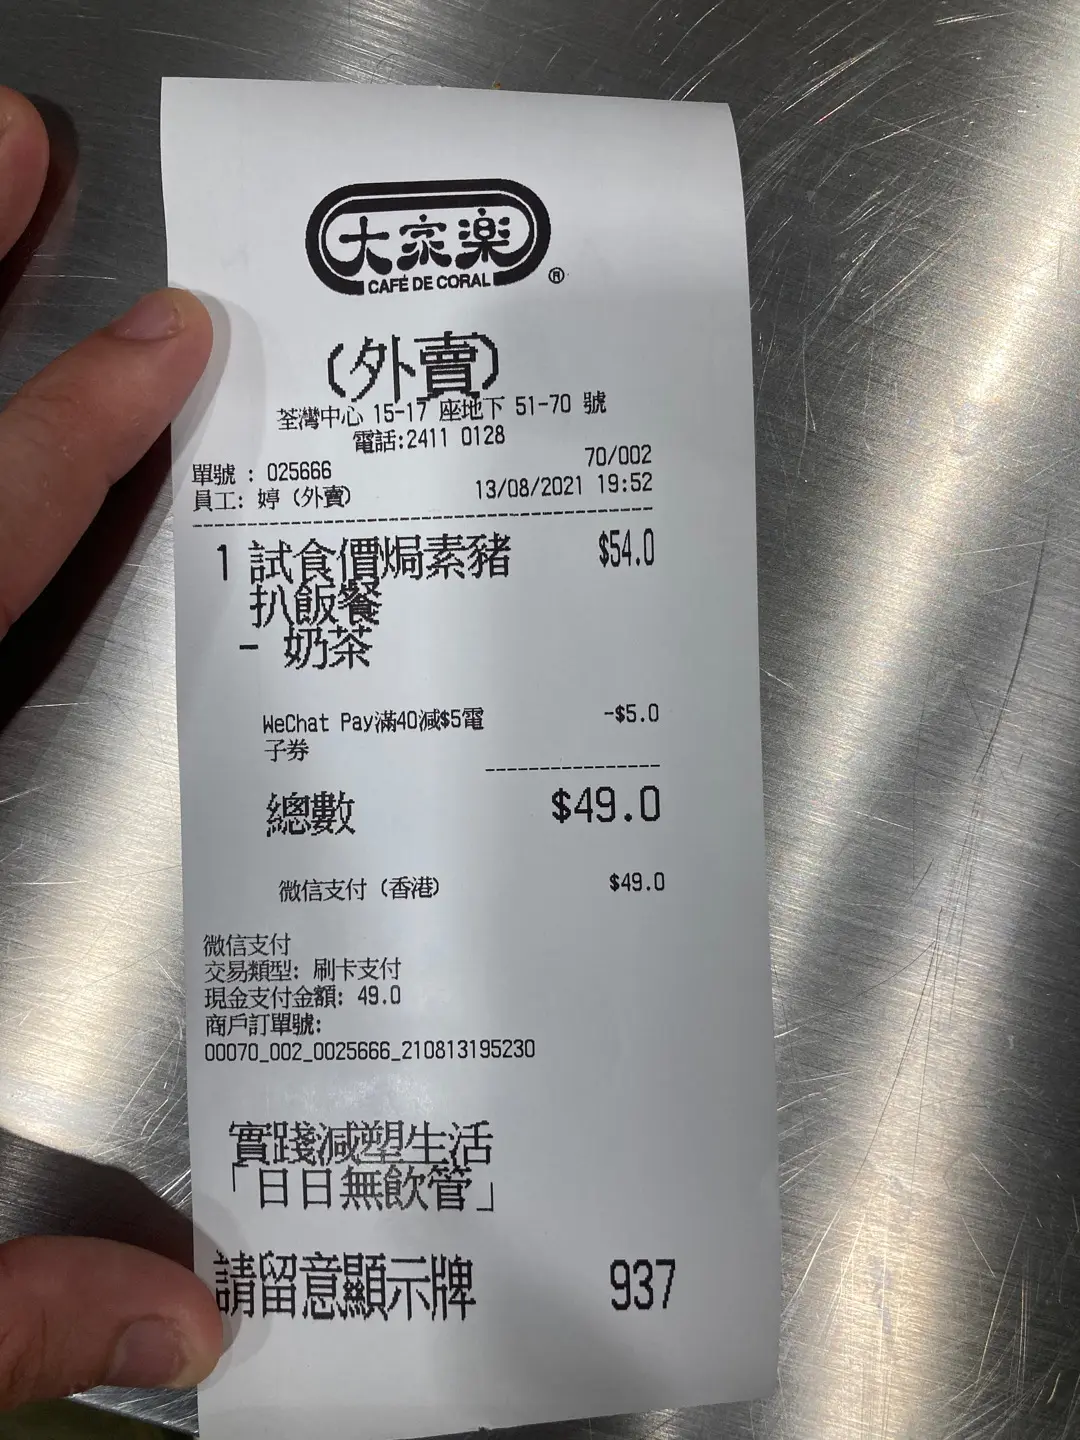 大家樂
CAFÉ DE CORAL ®
(外賣)
荃灣中心 15-17 座地下 51-70 號
電話:2411 0128
70/002
單號 : 025666
員工: 婷 (外賣) 13/08/2021 19:52
1 試食價焗素豬 $54.0
扒飯餐
- 奶茶
WeChat Pay滿40減$5電 -$5.0
子券
總數 $49.0
微信支付 (香港) $49.0
微信支付
交易類型: 刷卡支付
現金支付金額: 49.0
商戶訂單號:
00070_002_0025666_210813195230
實踐減塑生活
「日日無飲管」
請留意顯示牌 937